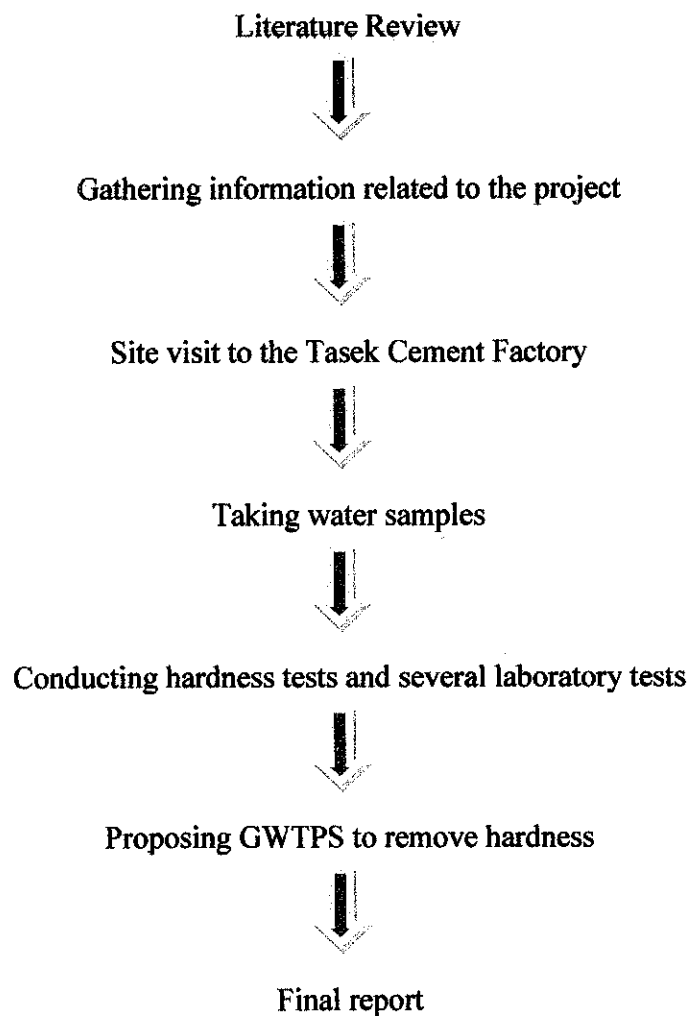 Literature Review
Gathering information related to the project
Site visit to the Tasek Cement Factory
Taking water samples
Conducting hardness tests and several laboratory tests
Proposing GWTPS to remove hardness
Final report